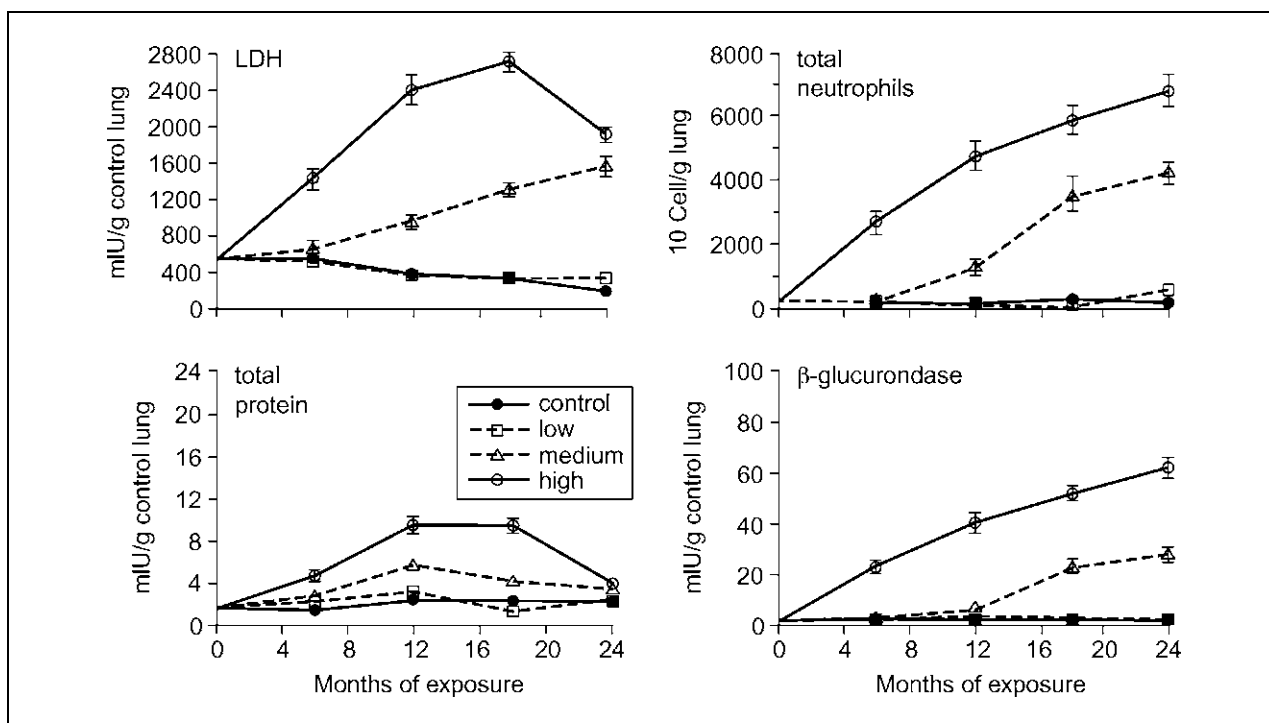 LDH
mIU/g control lung
2800
2400
2000
1600
1200
800
400
0
total
neutrophils
10 Cell/g lung
8000
6000
4000
2000
0
total
protein
mIU/g control lung
24
20
16
12
8
4
0
0 4 8 12 16 20 24
Months of exposure
control
low
medium
high
β-glucurondase
mIU/g control lung
100
80
60
40
20
0
0 4 8 12 16 20 24
Months of exposure